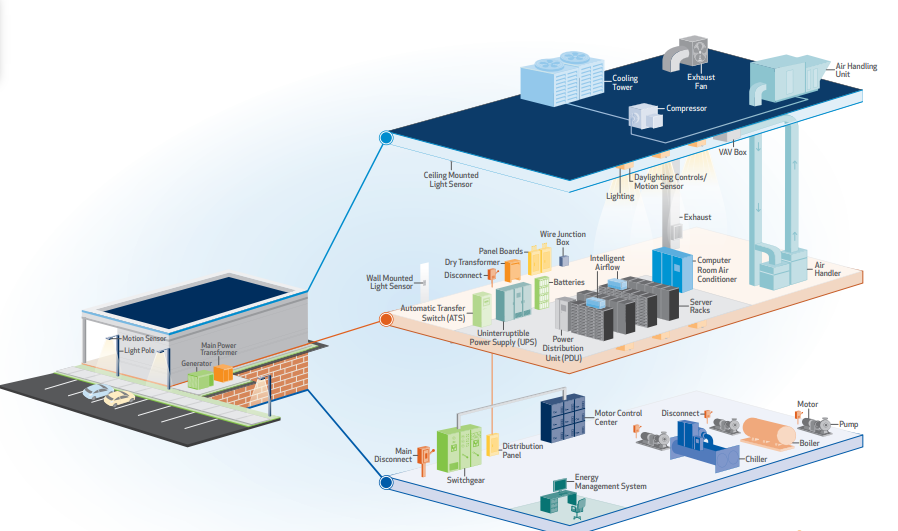 Cooling
Tower
Exhaust
Fan
Air Handling
Unit
Compressor
VAV Box
Ceiling Mounted
Light Sensor
Daylighting Controls/
Motion Sensor
Lighting
Exhaust
Wire Junction
Box
Panel Boards
Dry Transformer
Disconnect
Intelligent
Airflow
Computer
Room Air
Conditioner
Air
Handler
Wall Mounted
Light Sensor
Batteries
Automatic Transfer
Switch (ATS)
Server
Racks
Uninterruptible
Power Supply (UPS)
Power
Distribution
Unit (PDU)
Motion Sensor
Light Pole
Main Power
Transformer
Generator
Motor Control
Center
Disconnect
Motor
Pump
Boiler
Chiller
Main
Disconnect
Distribution
Panel
Switchgear
Energy
Management System